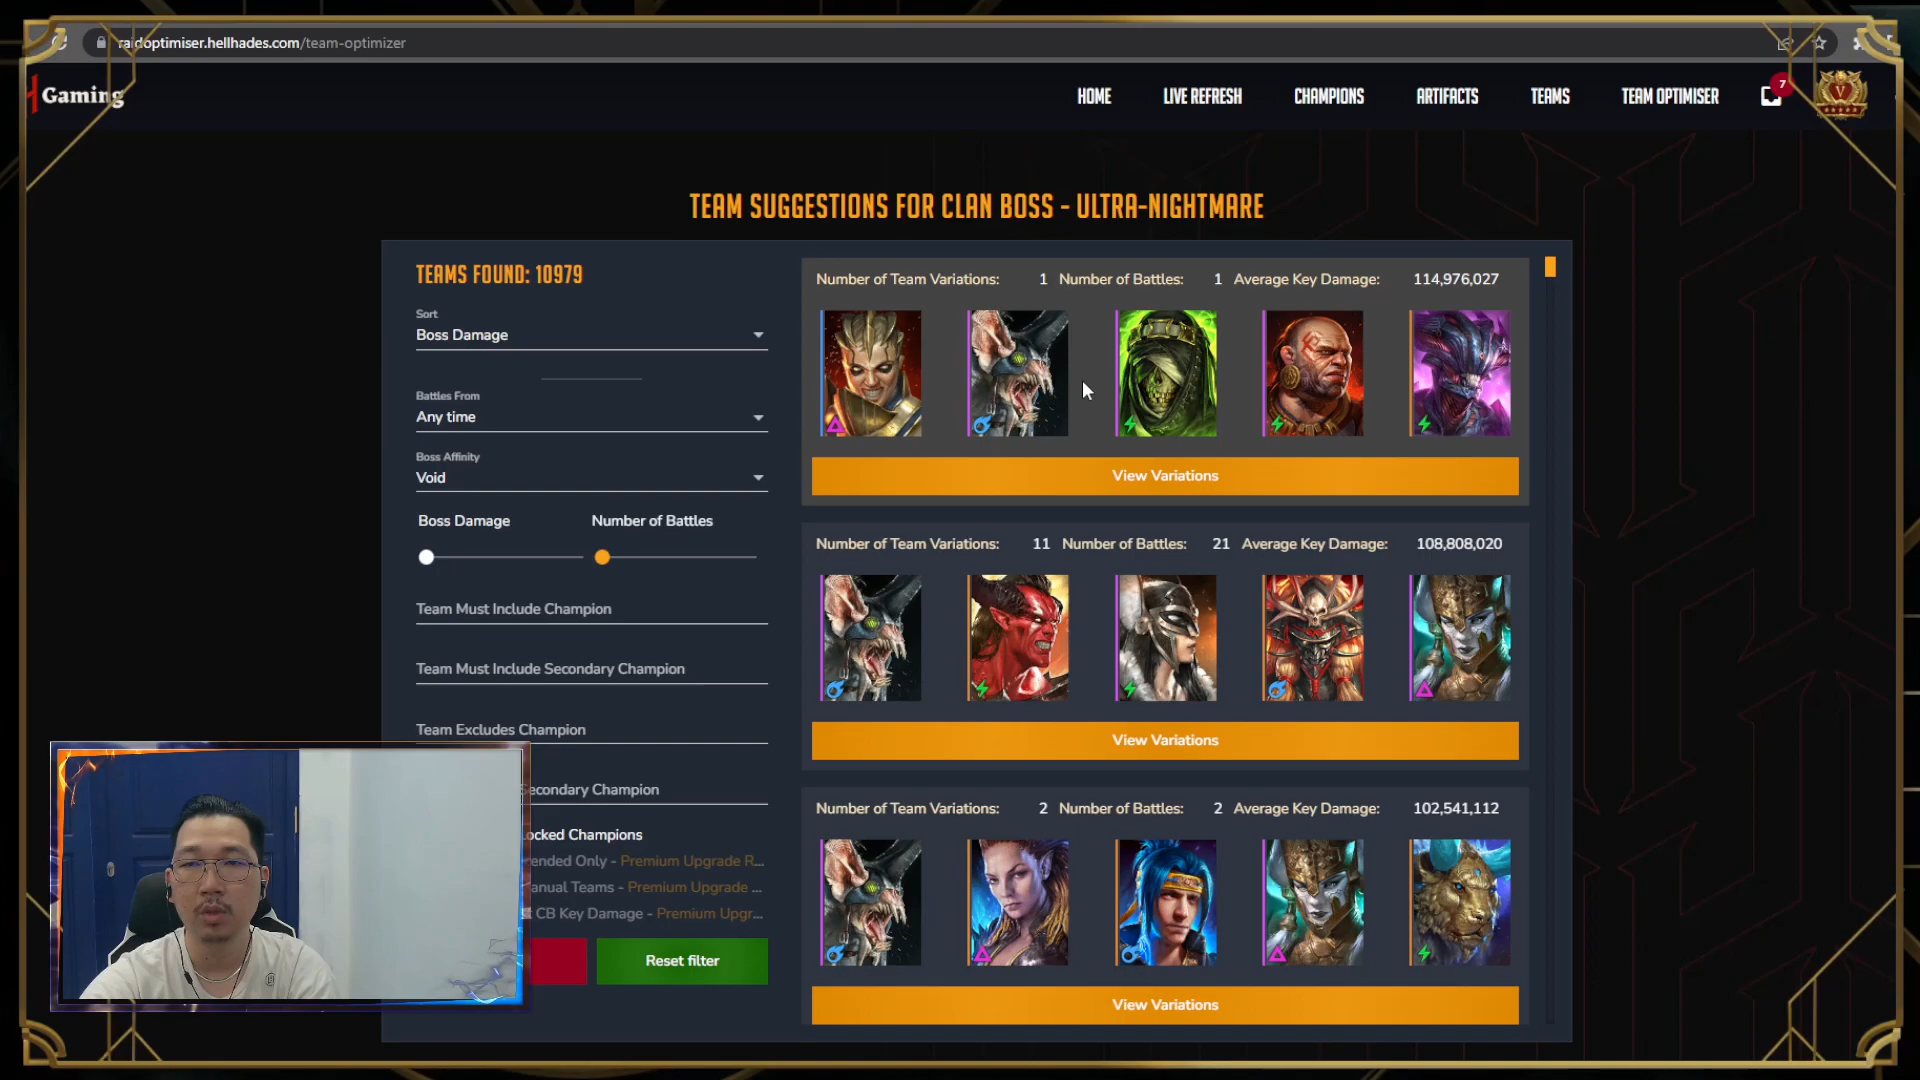 raidoptimiser.hellhades.com/team-optimizer
Gaming
HOME
LIVE REFRESH
CHAMPIONS
ARTIFACTS
TEAMS
TEAM OPTIMISER
7
TEAM SUGGESTIONS FOR CLAN BOSS - ULTRA-NIGHTMARE
TEAMS FOUND: 10979
Sort
Boss Damage
Battles From
Any time
Boss Affinity
Void
Boss Damage
Number of Battles
Team Must Include Champion
Team Must Include Secondary Champion
Team Excludes Champion
Secondary Champion
ocked Champions
ended Only - Premium Upgrade R...
anual Teams - Premium Upgrade ...
CB Key Damage - Premium Upgr...
Reset filter
Number of Team Variations: 1 Number of Battles: 1 Average Key Damage: 114,976,027
View Variations
Number of Team Variations: 11 Number of Battles: 21 Average Key Damage: 108,808,020
View Variations
Number of Team Variations: 2 Number of Battles: 2 Average Key Damage: 102,541,112
View Variations